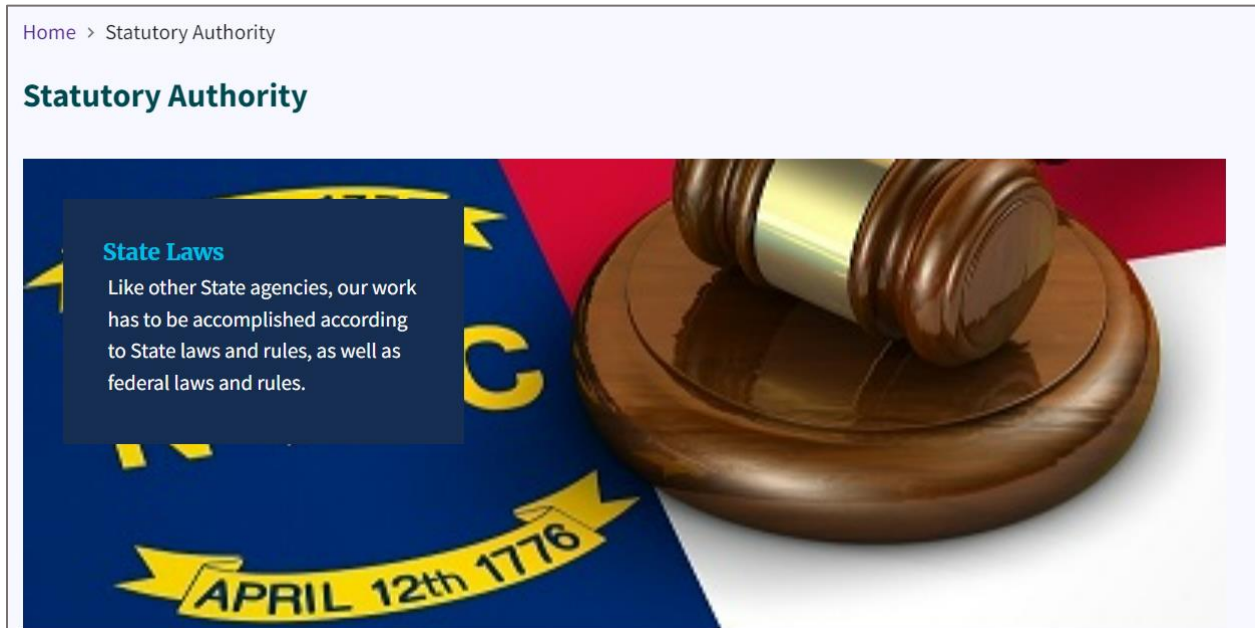 Home > Statutory Authority
Statutory Authority
State Laws
Like other State agencies, our work
has to be accomplished according
to State laws and rules, as well as
federal laws and rules.
C
APRIL 12th 1776